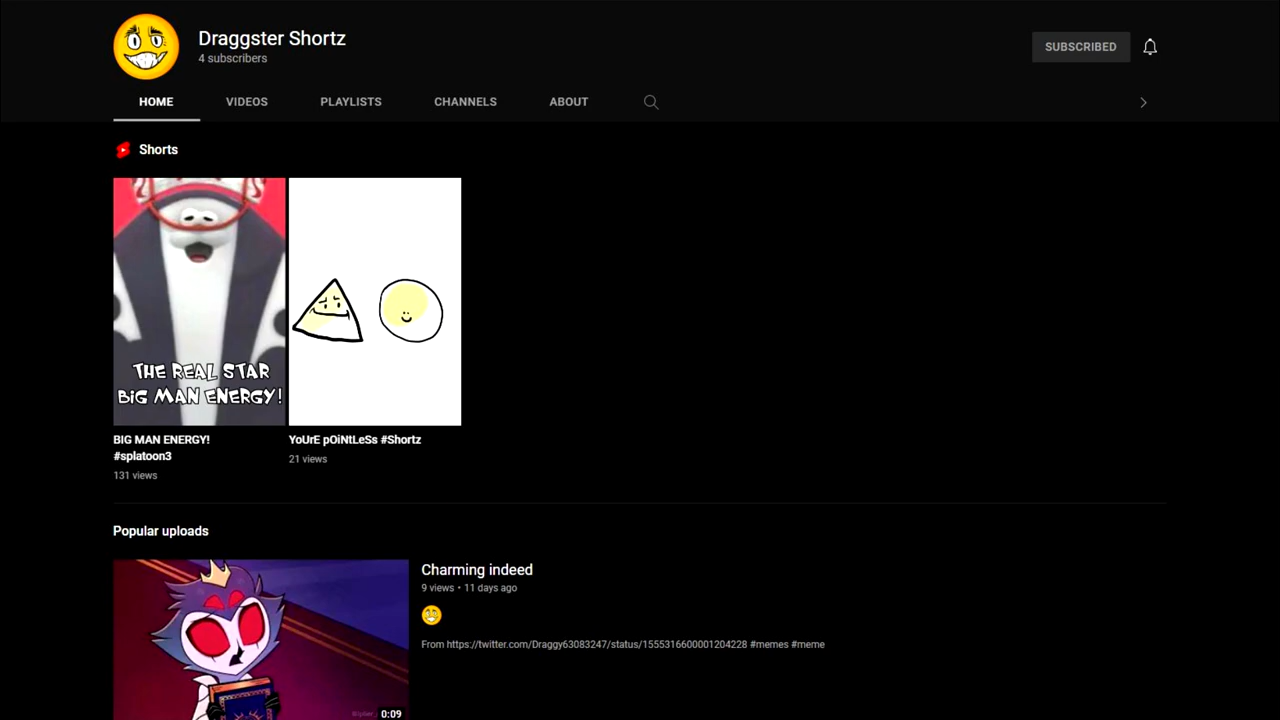 Draggster Shortz
4 subscribers
SUBSCRIBED
HOME VIDEOS PLAYLISTS CHANNELS ABOUT
Shorts
THE REAL STAR
BIG MAN ENERGY!
BIG MAN ENERGY!
#splatoon3
131 views
YoUrE pOiNtLeSs #Shortz
21 views
Popular uploads
Charming indeed
9 views • 11 days ago
From https://twitter.com/Draggy63083247/status/1555316600001204228 #memes #meme
0:09